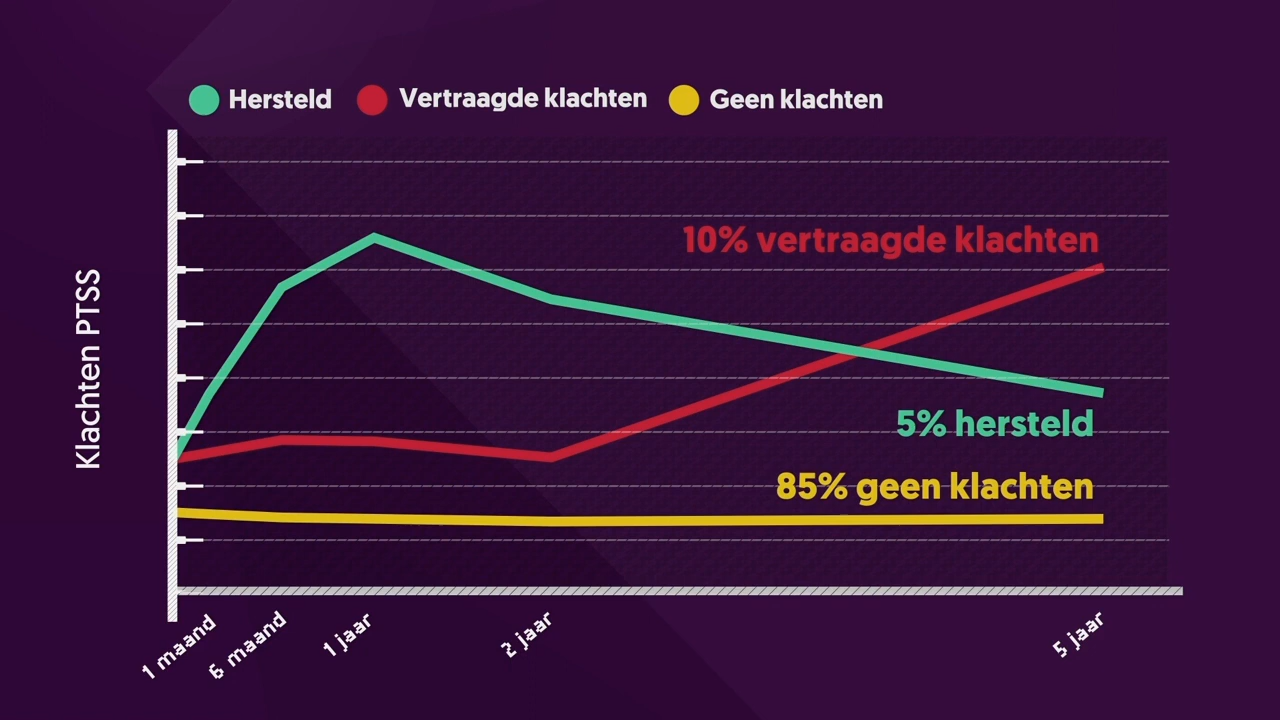 Hersteld
Vertraagde klachten
Geen klachten
10% vertraagde klachten
5% hersteld
85% geen klachten
Klachten PTSS
1 maand
6 maand
1 jaar
2 jaar
5 jaar